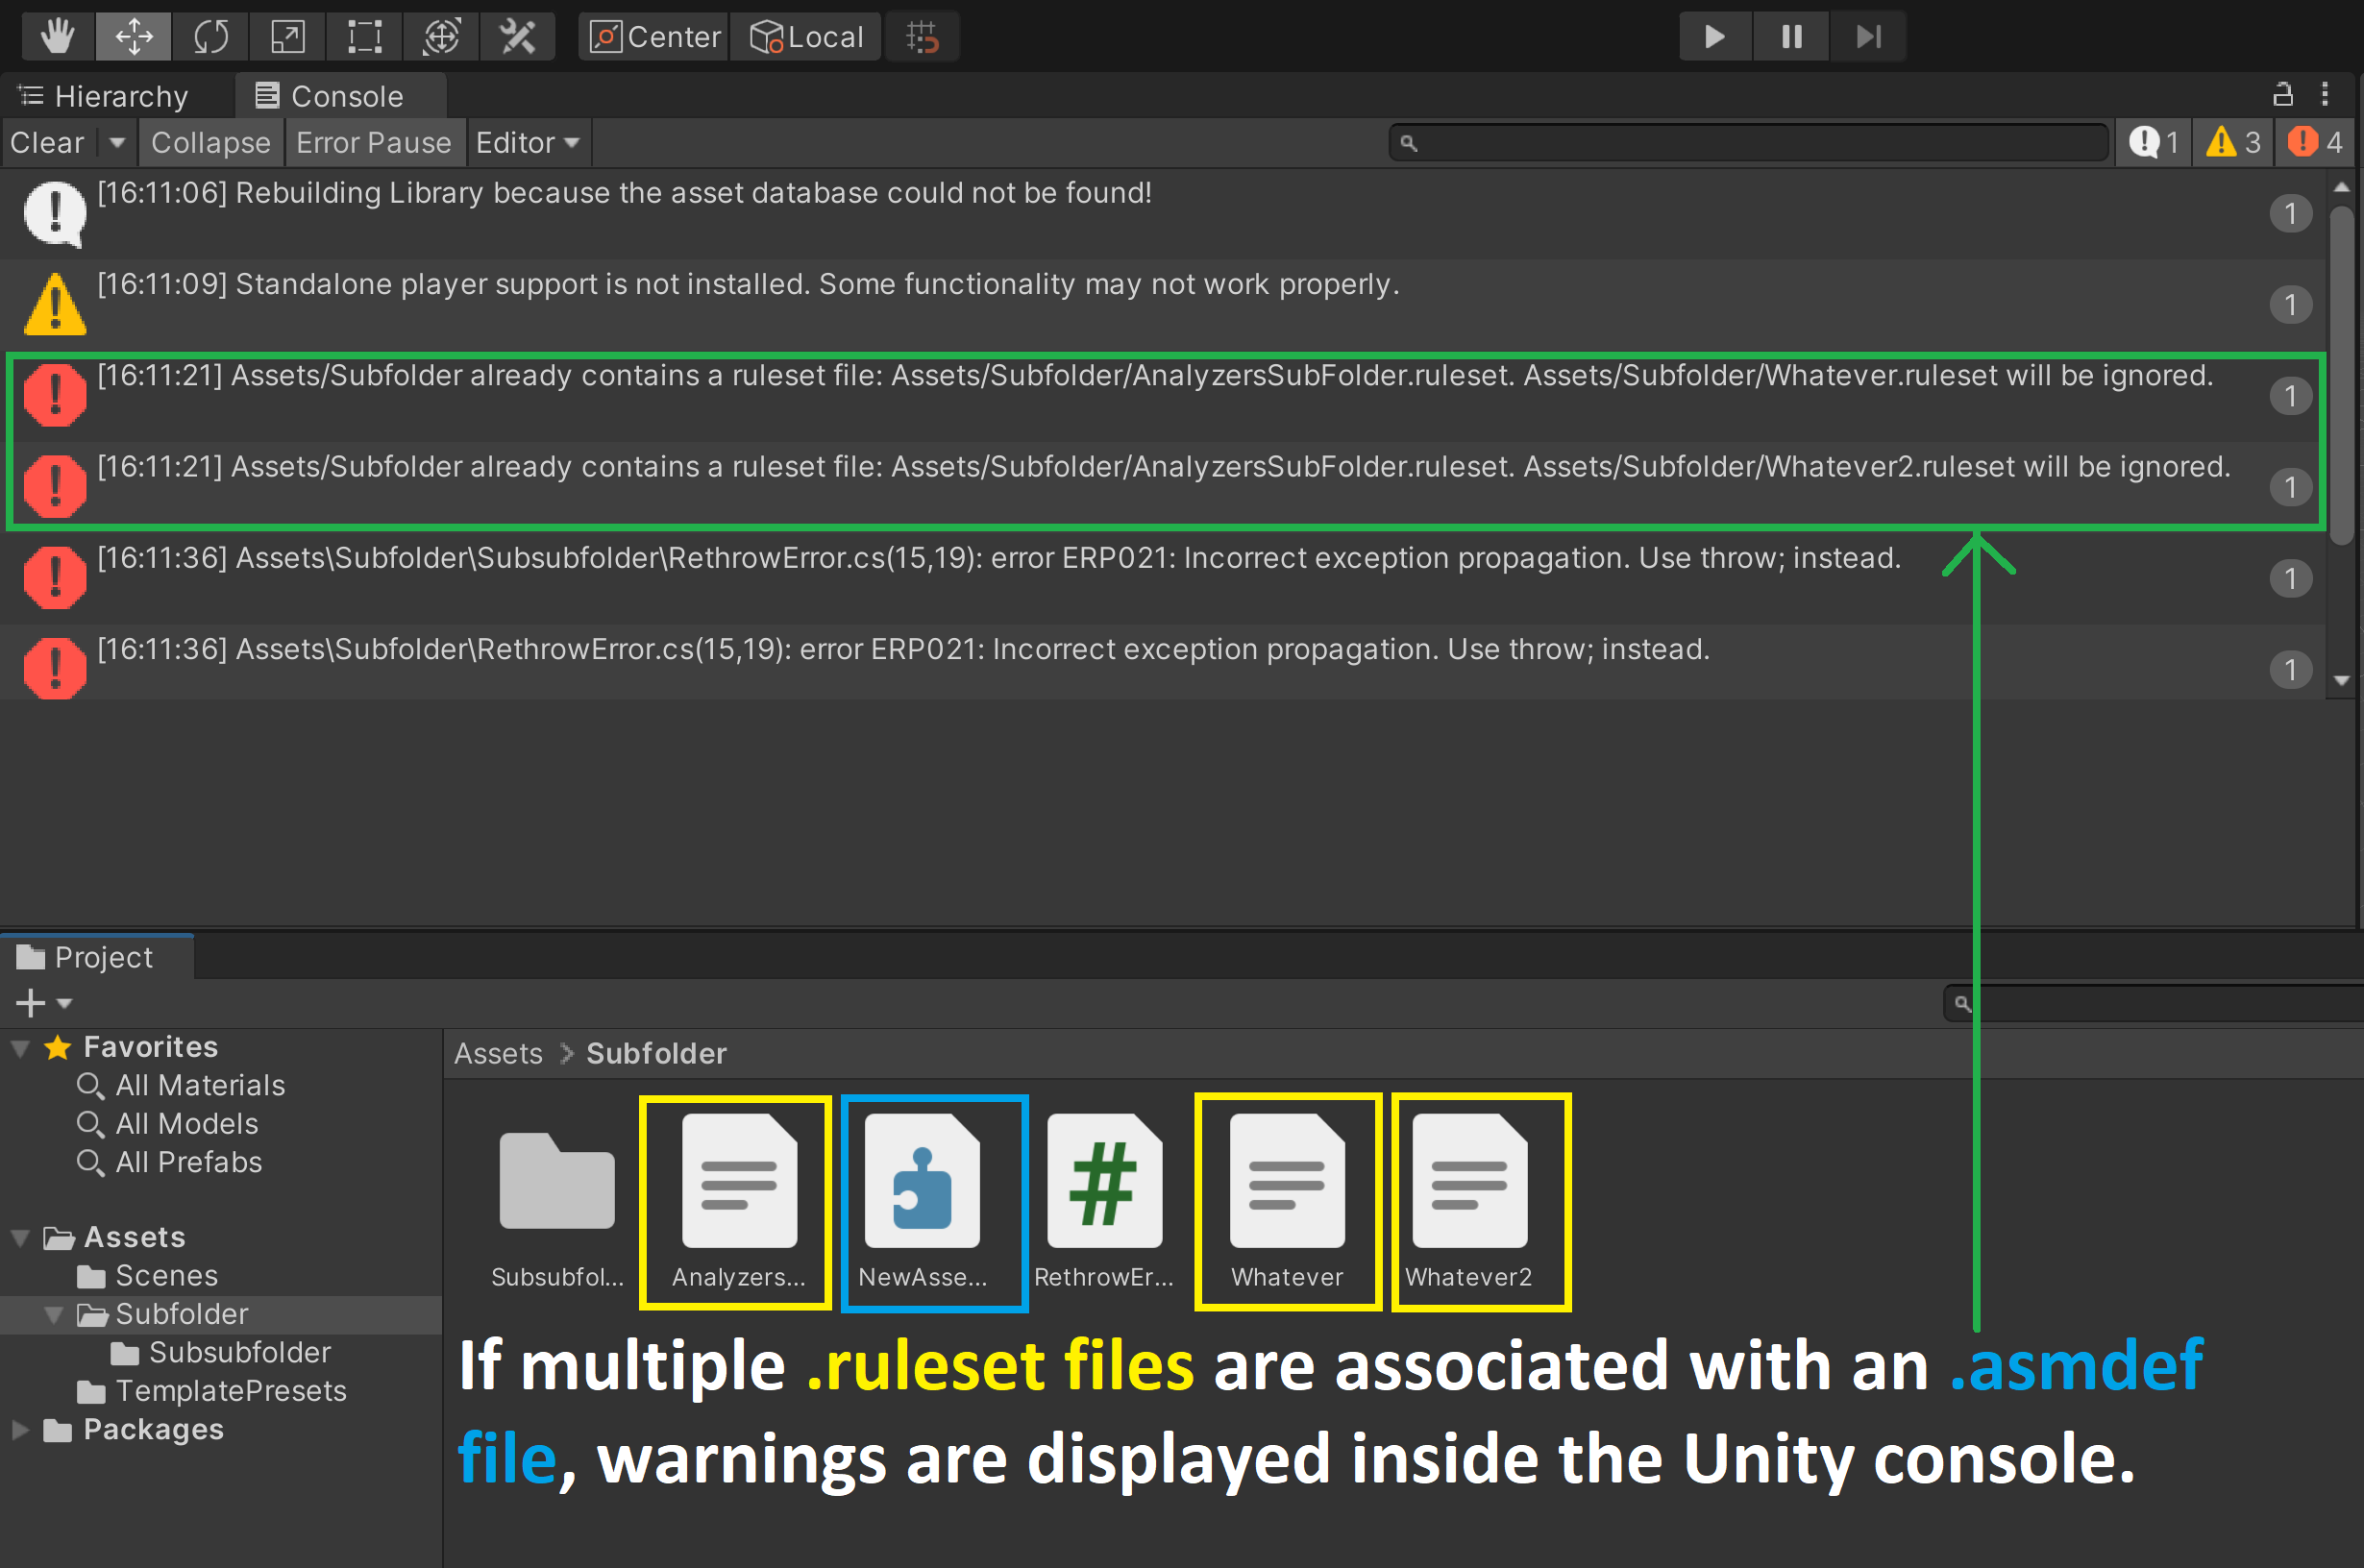 Center Local
Hierarchy Console
Clear Collapse Error Pause Editor 1 3 4
[16:11:06] Rebuilding Library because the asset database could not be found! 1
[16:11:09] Standalone player support is not installed. Some functionality may not work properly. 1
[16:11:21] Assets/Subfolder already contains a ruleset file: Assets/Subfolder/AnalyzersSubFolder.ruleset. Assets/Subfolder/Whatever.ruleset will be ignored. 1
[16:11:21] Assets/Subfolder already contains a ruleset file: Assets/Subfolder/AnalyzersSubFolder.ruleset. Assets/Subfolder/Whatever2.ruleset will be ignored. 1
[16:11:36] Assets\Subfolder\Subsubfolder\RethrowError.cs(15,19): error ERP021: Incorrect exception propagation. Use throw; instead. 1
[16:11:36] Assets\Subfolder\RethrowError.cs(15,19): error ERP021: Incorrect exception propagation. Use throw; instead. 1
Project
Favorites
All Materials
All Models
All Prefabs
Assets
Scenes
Subfolder
Subsubfolder
TemplatePresets
Packages
Assets > Subfolder
Subsubfol... Analyzers... NewAsse... RethrowEr... Whatever Whatever2
If multiple .ruleset files are associated with an .asmdef
file, warnings are displayed inside the Unity console.